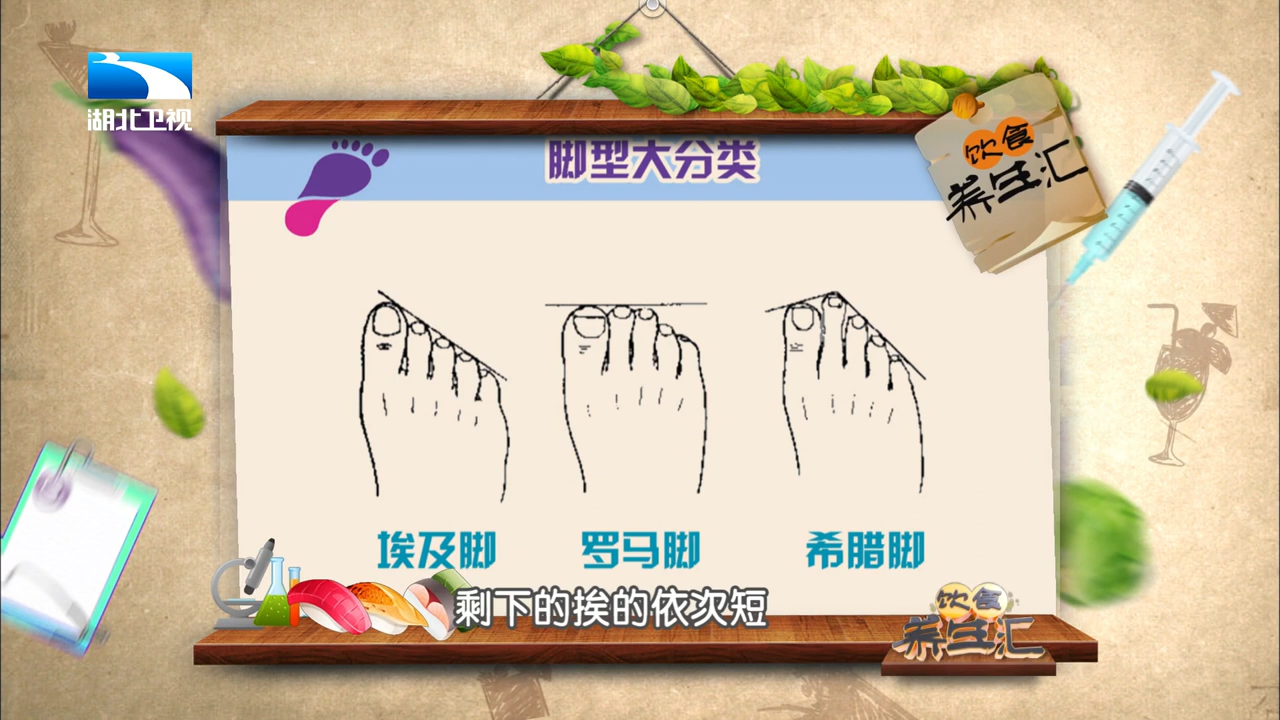 湖北卫视
脚型大分类
饮食
养生汇
埃及脚
罗马脚
希腊脚
剩下的挨的依次短
饮食
养生汇